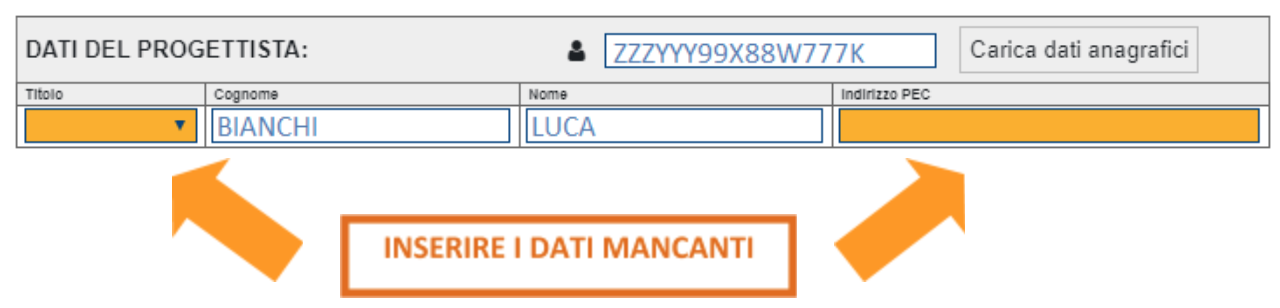 DATI DEL PROGETTISTA: ZZZYYY99X88W777K Carica dati anagrafici
Titolo Cognome Nome Indirizzo PEC
BIANCHI LUCA
INSERIRE I DATI MANCANTI